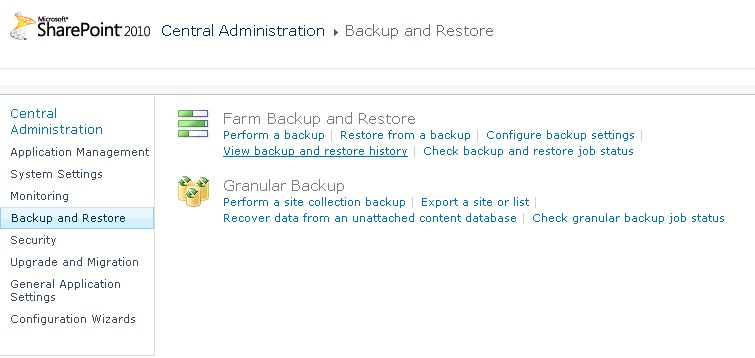 Microsoft®
SharePoint 2010 Central Administration ▸ Backup and Restore
Central
Administration
Application Management
System Settings
Monitoring
Backup and Restore
Security
Upgrade and Migration
General Application
Settings
Configuration Wizards
Farm Backup and Restore
Perform a backup | Restore from a backup | Configure backup settings |
View backup and restore history | Check backup and restore job status
Granular Backup
Perform a site collection backup | Export a site or list |
Recover data from an unattached content database | Check granular backup job status